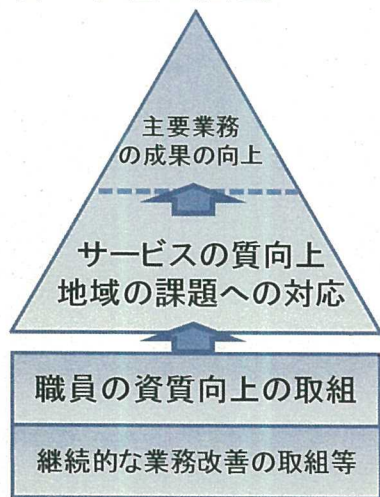 主要業務
の成果の向上
サービスの質向上
地域の課題への対応
職員の資質向上の取組
継続的な業務改善の取組等